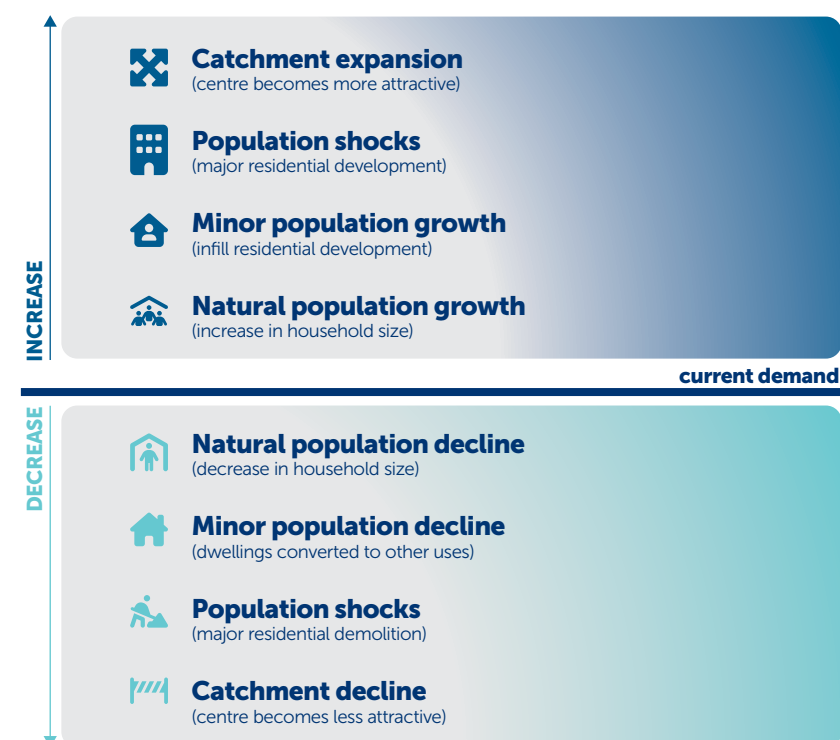 Catchment expansion
(centre becomes more attractive)
Population shocks
(major residential development)
Minor population growth
(infill residential development)
Natural population growth
(increase in household size)
INCREASE
current demand
DECREASE
Natural population decline
(decrease in household size)
Minor population decline
(dwellings converted to other uses)
Population shocks
(major residential demolition)
Catchment decline
(centre becomes less attractive)